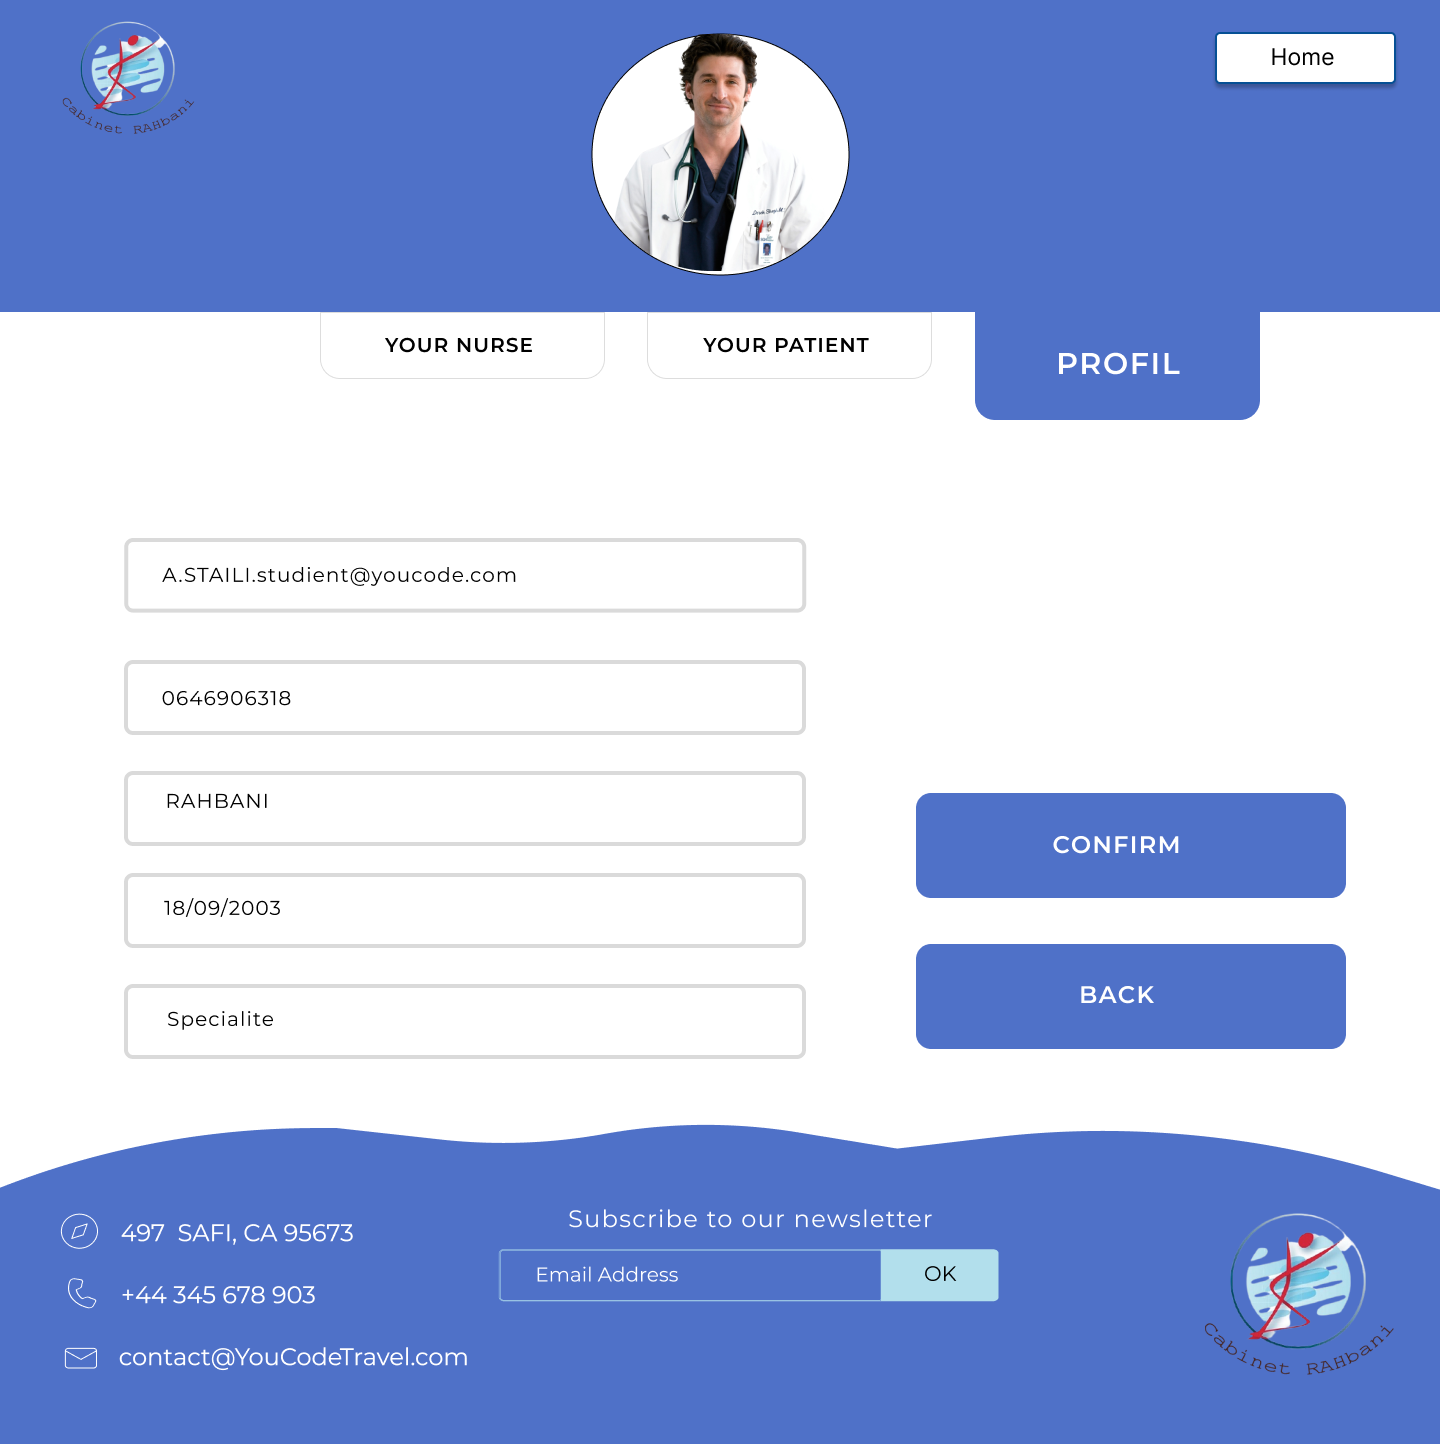 Cabinet RAHbani
Home
YOUR NURSE
YOUR PATIENT
PROFIL
A.STAILI.studient@youcode.com
0646906318
RAHBANI
18/09/2003
Specialite
CONFIRM
BACK
497 SAFI, CA 95673
+44 345 678 903
contact@YouCodeTravel.com
Subscribe to our newsletter
Email Address
OK
Cabinet RAHbani